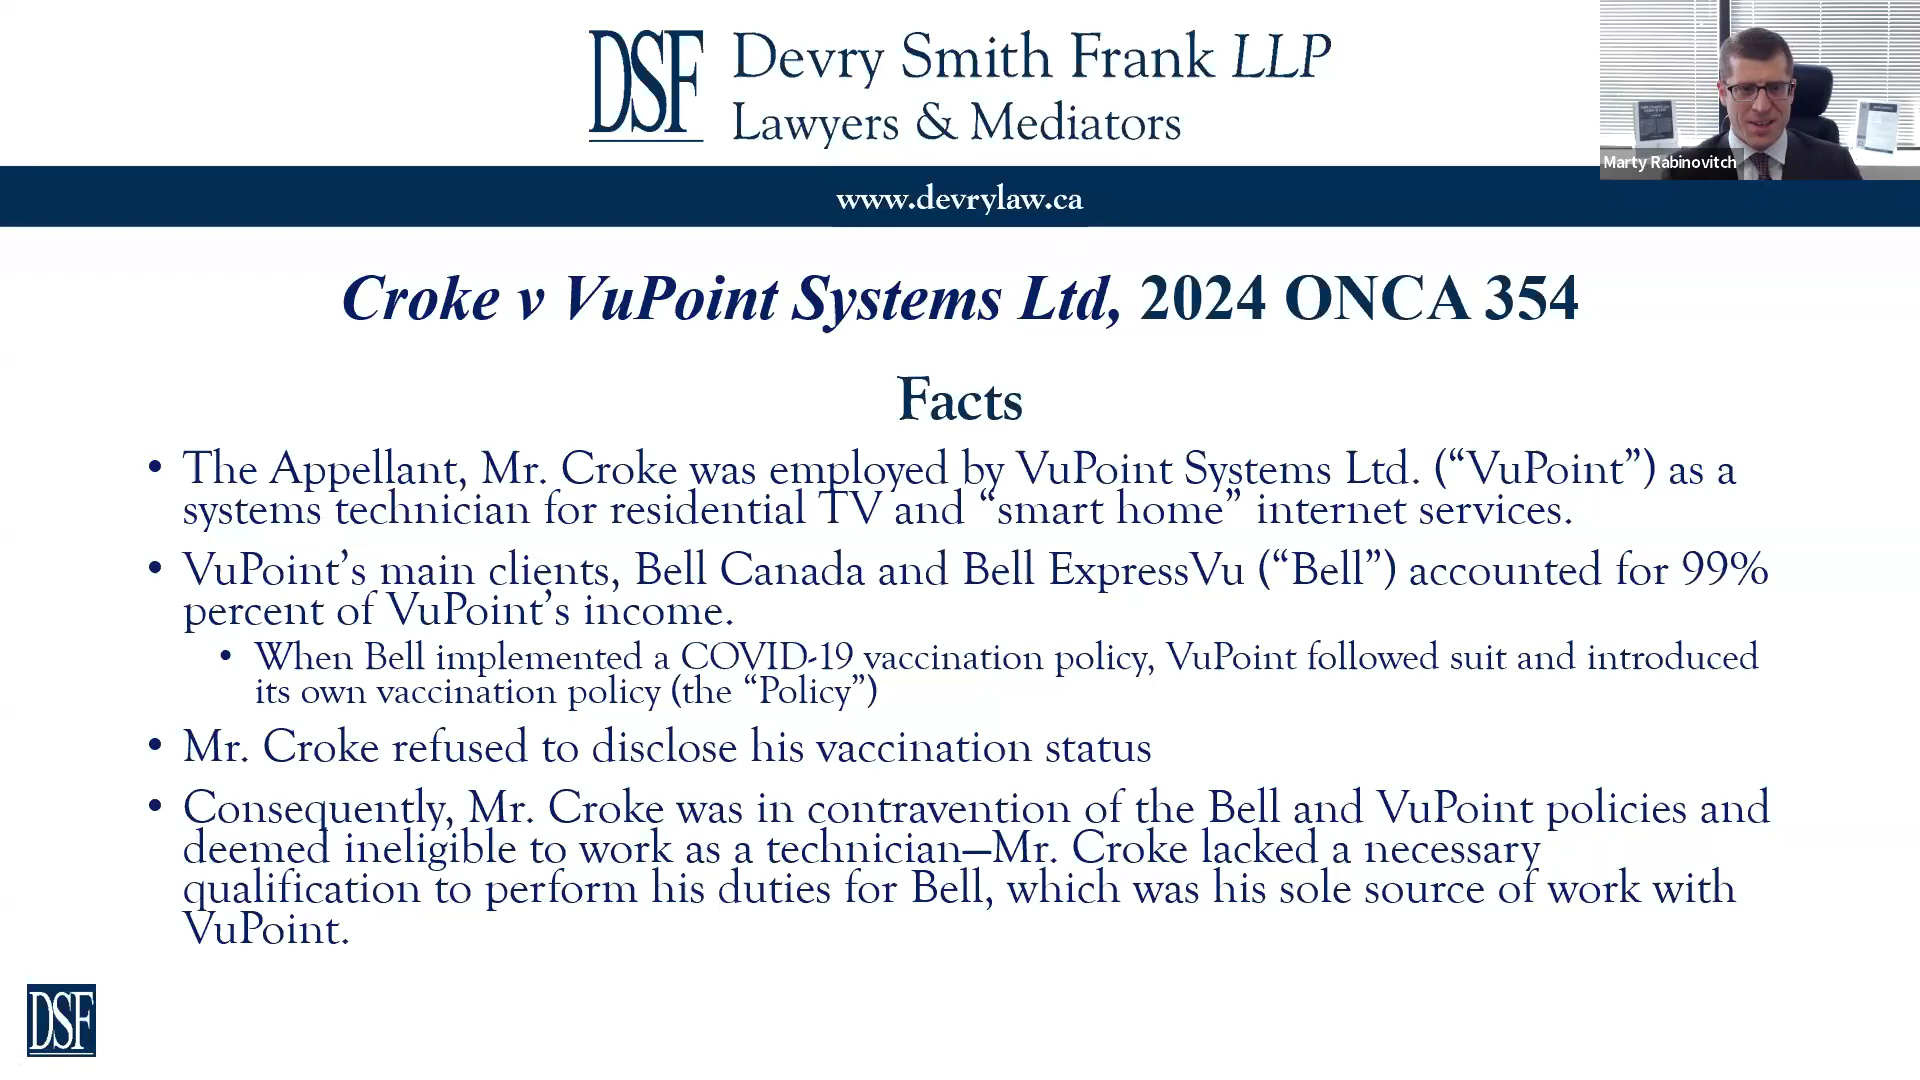 DSF
Devry Smith Frank LLP
Lawyers & Mediators
Marty Rabinovitch
www.devrylaw.ca
Croke v VuPoint Systems Ltd, 2024 ONCA 354
Facts
• The Appellant, Mr. Croke was employed by VuPoint Systems Ltd. (“VuPoint”) as a
systems technician for residential TV and “smart home” internet services.
• VuPoint’s main clients, Bell Canada and Bell ExpressVu (“Bell”) accounted for 99%
percent of VuPoint’s income.
• When Bell implemented a COVID-19 vaccination policy, VuPoint followed suit and introduced
its own vaccination policy (the “Policy”)
• Mr. Croke refused to disclose his vaccination status
• Consequently, Mr. Croke was in contravention of the Bell and VuPoint policies and
deemed ineligible to work as a technician—Mr. Croke lacked a necessary
qualification to perform his duties for Bell, which was his sole source of work with
VuPoint.
DSF